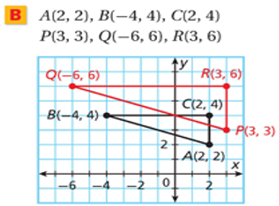 B A(2, 2), B(−4, 4), C(2, 4)
P(3, 3), Q(−6, 6), R(3, 6)
y
Q(−6, 6) R(3, 6)
C(2, 4)
B(−4, 4)
P(3, 3)
2
A(2, 2)
x
−6 −4 −2 0 2